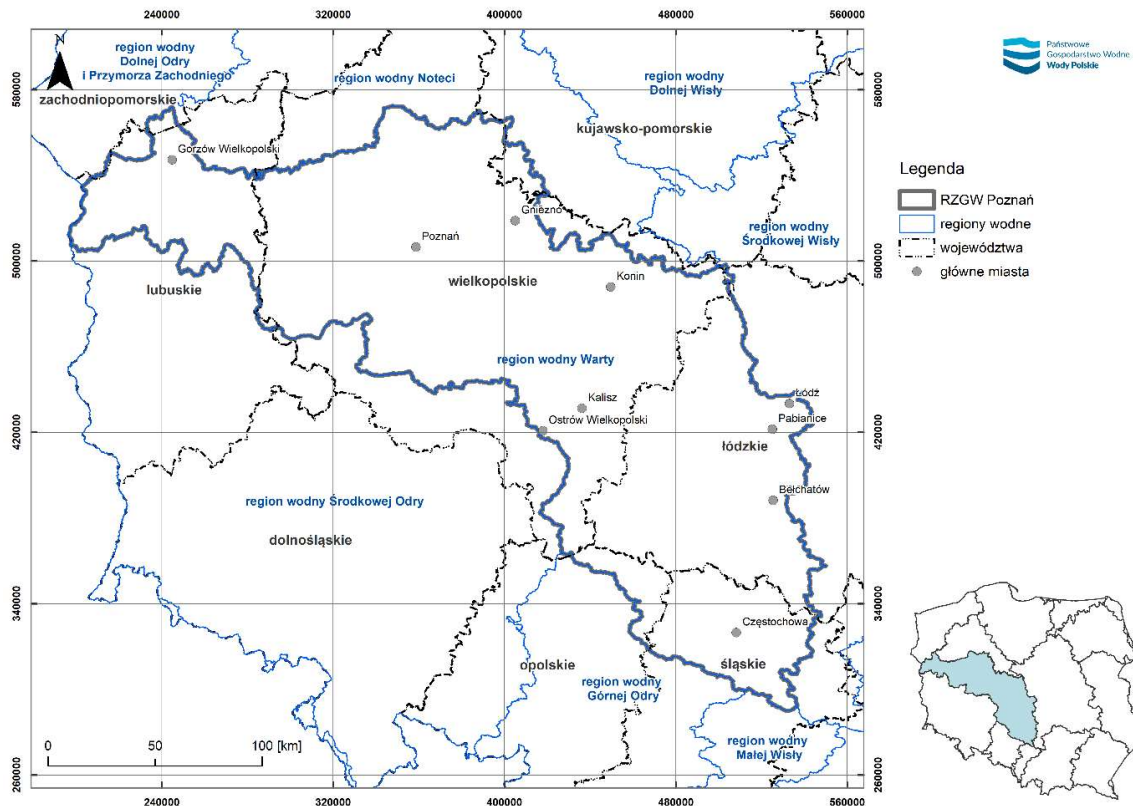 240000
320000
400000
480000
560000
N
region wodny
Dolnej Odry
i Przymorza Zachodniego
region wodny Noteci
region wodny
Dolnej Wisły
zachodniopomorskie
kujawsko-pomorskie
Gorzów Wielkopolski
Gniezno
region wodny
Środkowej Wisły
Poznań
wielkopolskie
Konin
lubuskie
region wodny Warty
Kalisz
Ostrów Wielkopolski
Łódź
Pabianice
łódzkie
Bełchatów
region wodny Środkowej Odry
dolnośląskie
Częstochowa
opolskie
śląskie
region wodny
Górnej Odry
region wodny
Małej Wisły
0
50
100 [km]
580000
500000
420000
340000
260000
580000
500000
420000
340000
260000
240000
320000
400000
480000
560000
Państwowe
Gospodarstwo Wodne
Wody Polskie
Legenda
RZGW Poznań
regiony wodne
województwa
główne miasta